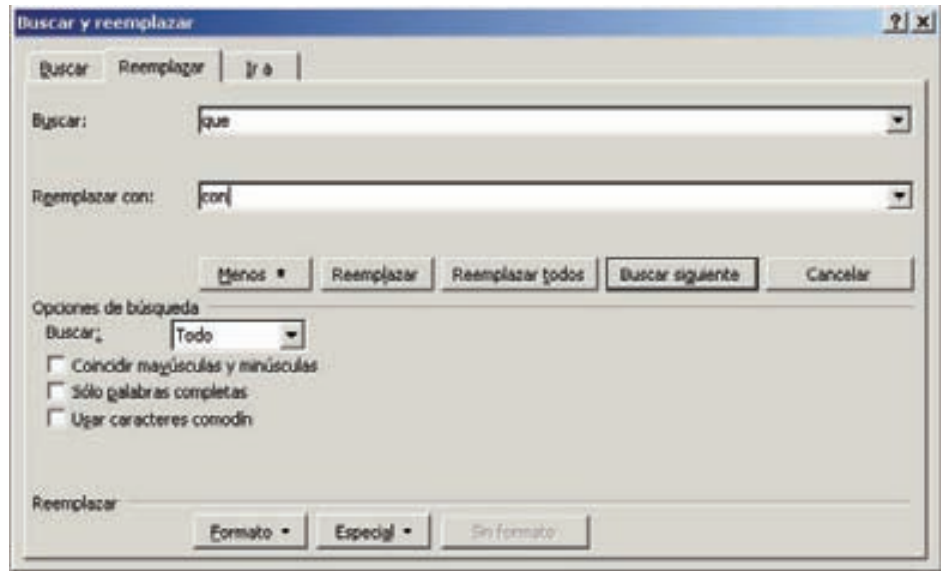 Buscar y reemplazar
Buscar Reemplazar Ir a
Buscar: que
Reemplazar con: con
Menos Reemplazar Reemplazar todos Buscar siguiente Cancelar
Opciones de búsqueda
Buscar: Todo
Coincidir mayúsculas y minúsculas
Sólo palabras completas
Usar caracteres comodín
Reemplazar
Formato Especial Sin formato